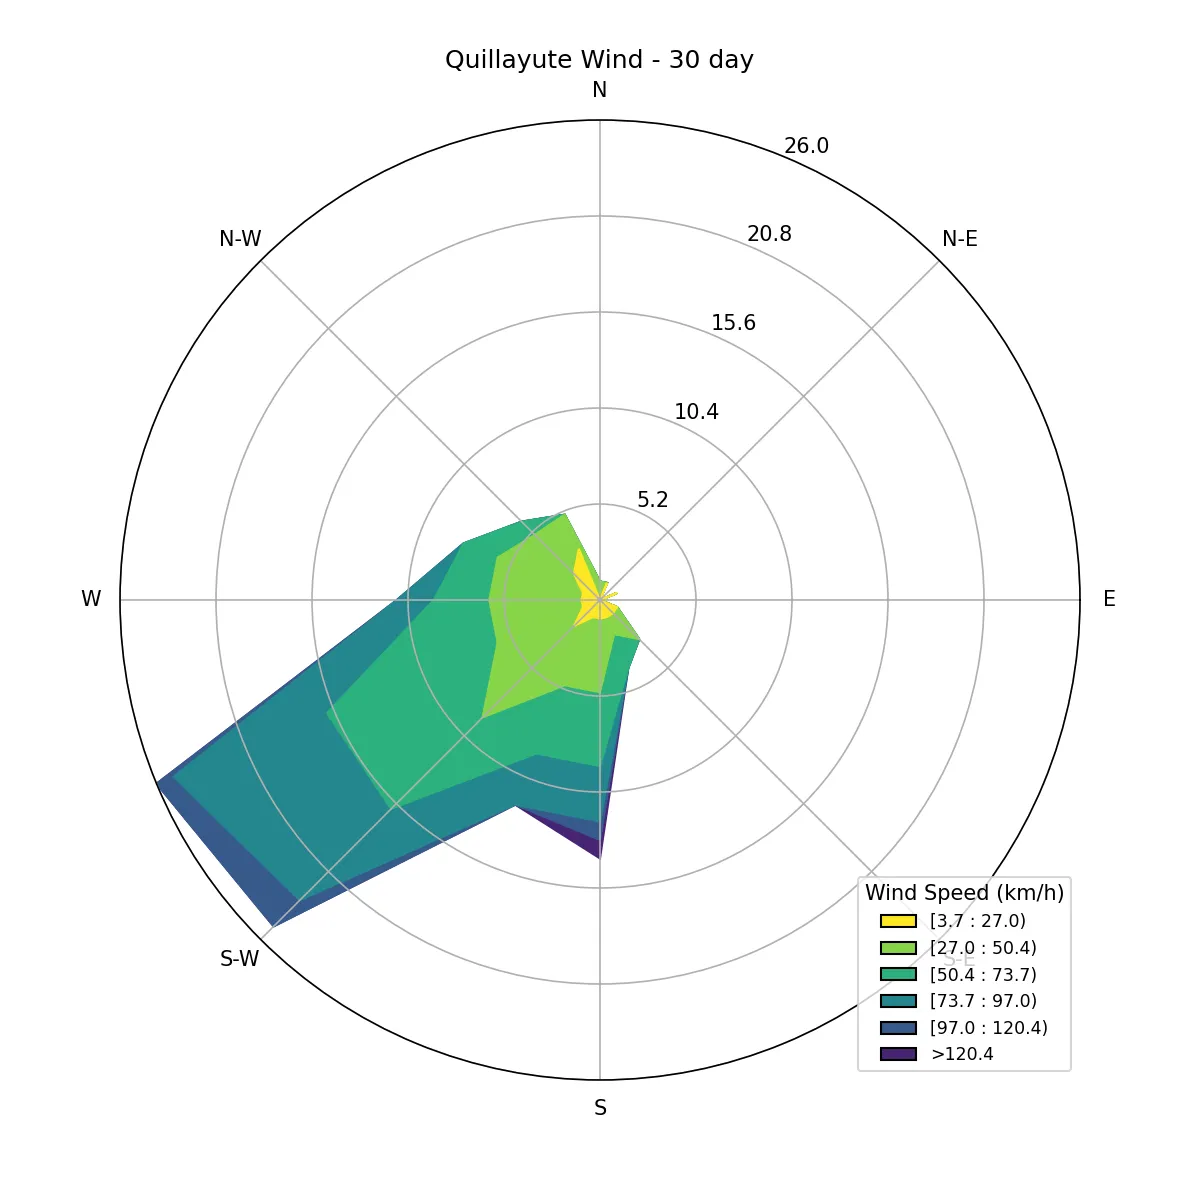 Quillayute Wind - 30 day
N
26.0
N-W
20.8
N-E
15.6
10.4
5.2
W
E
S-W
S-E
S
Wind Speed (km/h)
[3.7 : 27.0)
[27.0 : 50.4)
[50.4 : 73.7)
[73.7 : 97.0)
[97.0 : 120.4)
>120.4